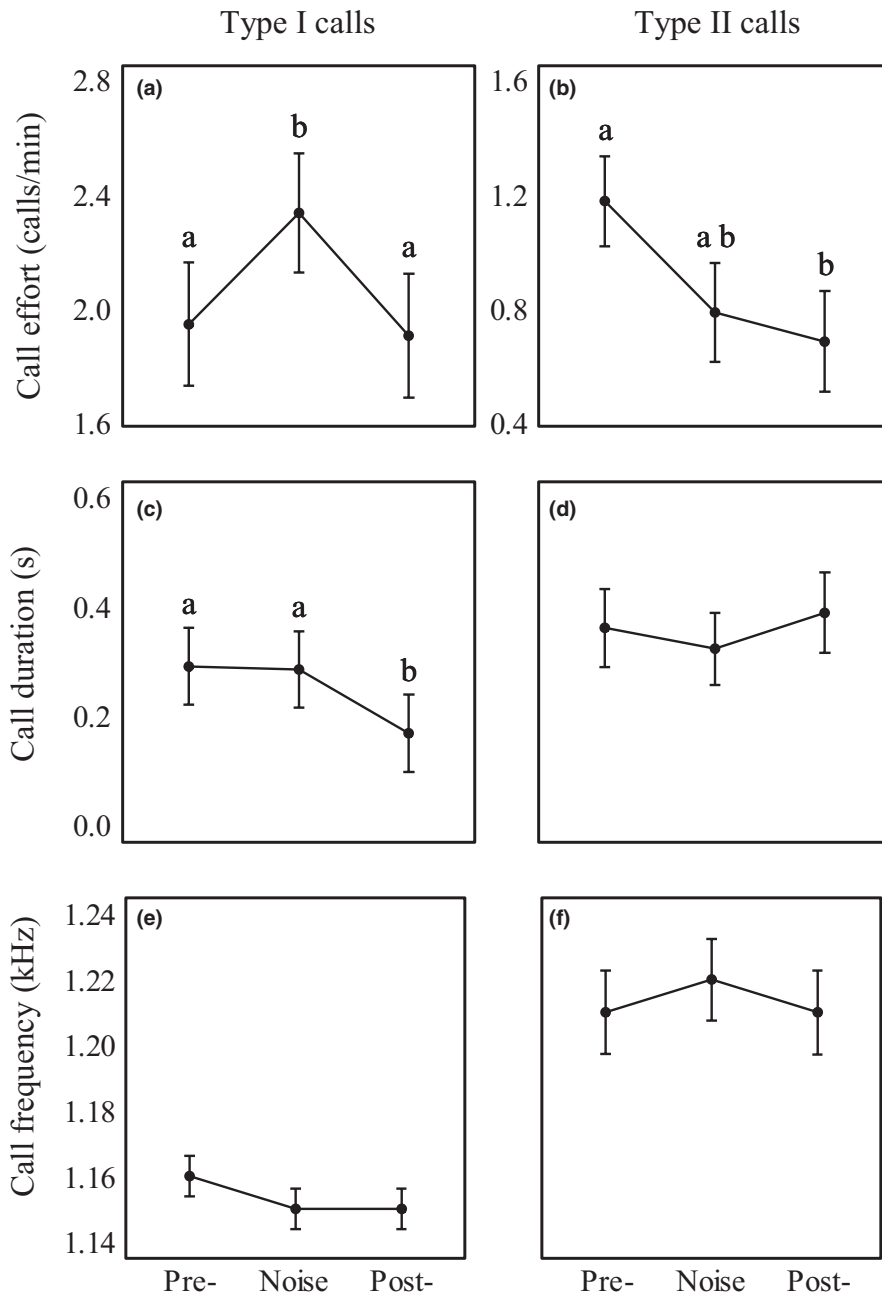 Type I calls
Type II calls
Call effort (calls/min)
2.8
2.4
2.0
1.6
(a)
a
b
a
1.6
1.2
0.8
0.4
(b)
a
a b
b
Call duration (s)
0.6
0.4
0.2
0.0
(c)
a
a
b
(d)
Call frequency (kHz)
1.24
1.22
1.20
1.18
1.16
1.14
(e)
(f)
Pre- Noise Post-
Pre- Noise Post-